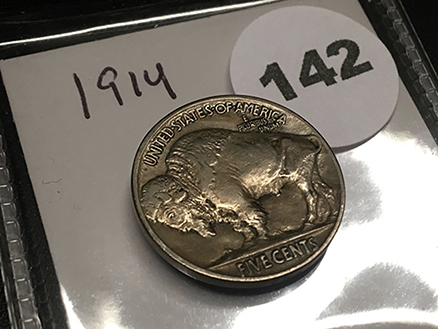 1914
142
UNITED·STATES·OF·AMERICA
E
PLURIBUS
UNUM
FIVE CENTS